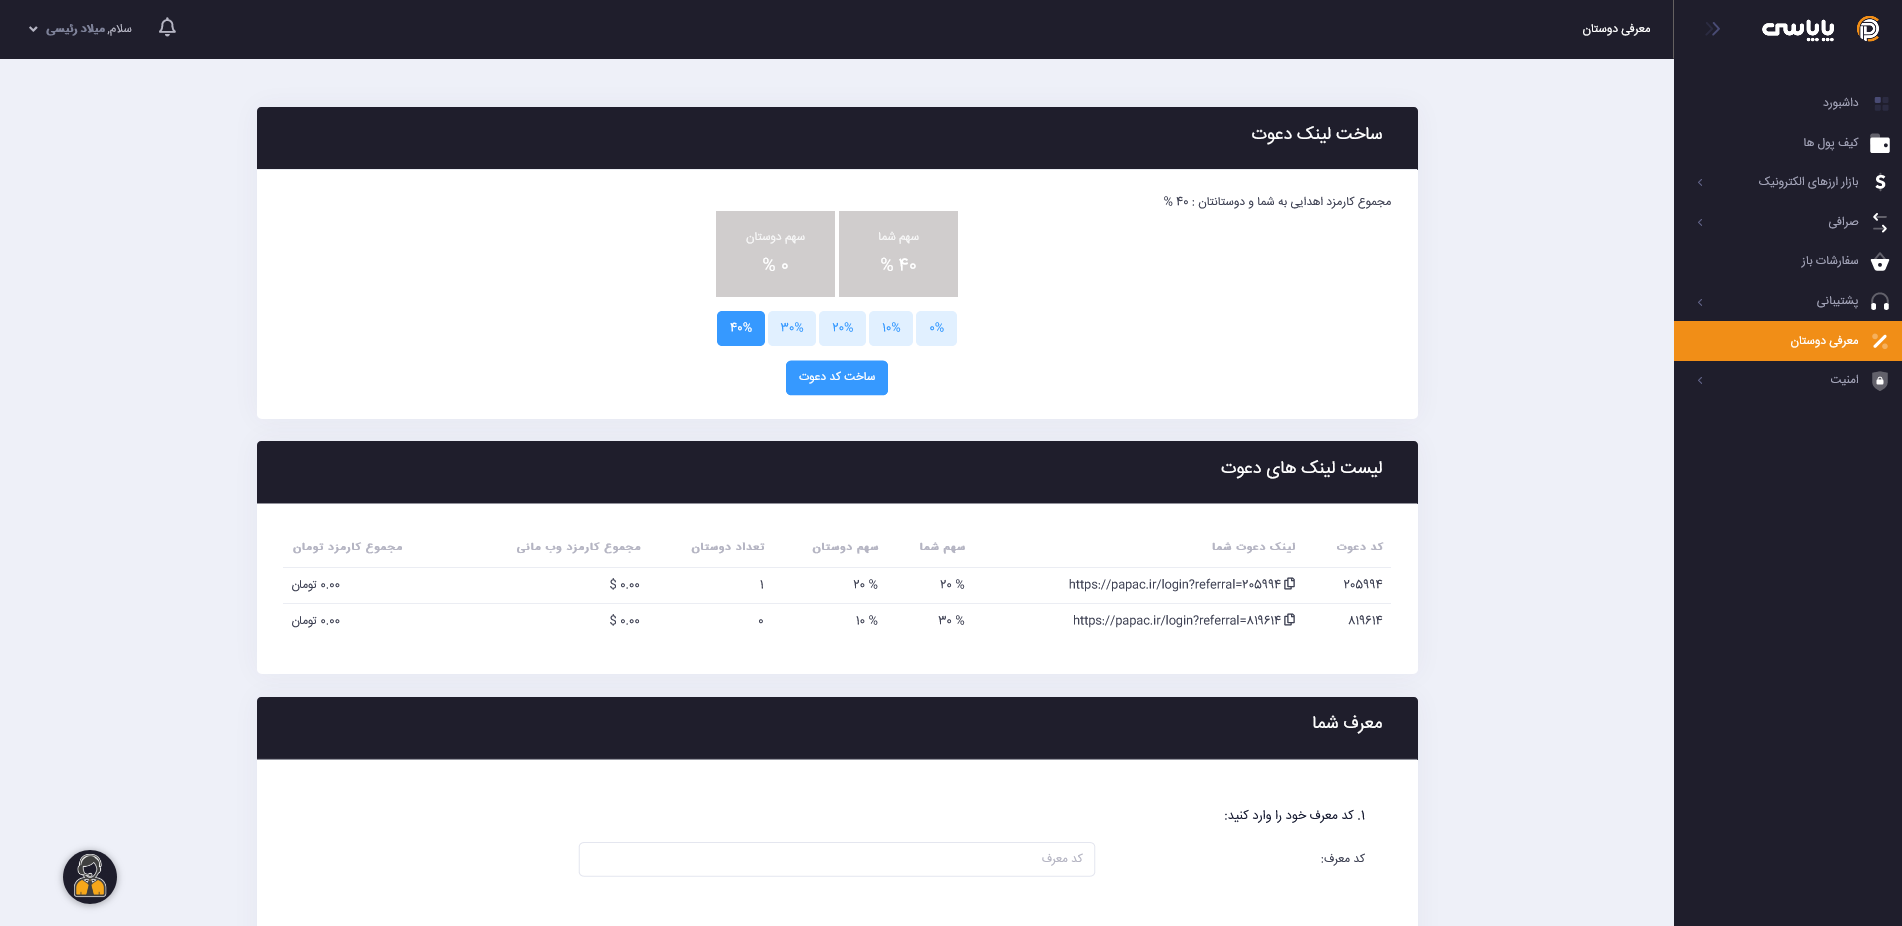 پاپاسی
معرفی دوستان
سلام, میلاد رئیسی
داشبورد
کیف پول ها
بازار ارزهای الکترونیک
صرافی
سفارشات باز
پشتیبانی
معرفی دوستان
امنیت
ساخت لینک دعوت
مجموع کارمزد اهدایی به شما و دوستانتان : ۴۰ %
سهم شما سهم دوستان
۴۰ % ۰ %
۰% ۱۰% ۲۰% ۳۰% ۴۰%
ساخت کد دعوت
لیست لینک های دعوت
کد دعوت لینک دعوت شما سهم شما سهم دوستان تعداد دوستان مجموع کارمزد وب مانی مجموع کارمزد تومان
۲۰۵۹۹۴ https://papac.ir/login?referral=۲۰۵۹۹۴ ۲۰ % ۲۰ % ۱ ۰.۰۰ $ ۰.۰۰ تومان
۸۱۹۶۱۴ https://papac.ir/login?referral=۸۱۹۶۱۴ ۳۰ % ۱۰ % ۰ ۰.۰۰ $ ۰.۰۰ تومان
معرف شما
۱. کد معرف خود را وارد کنید:
کد معرف: کد معرف